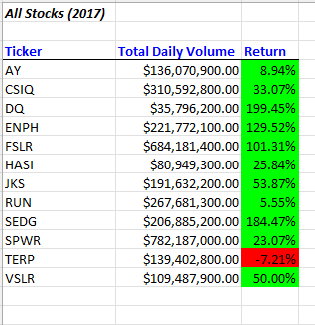 All Stocks (2017)
Ticker Total Daily Volume Return
AY $136,070,900.00 8.94%
CSIQ $310,592,800.00 33.07%
DQ $35,796,200.00 199.45%
ENPH $221,772,100.00 129.52%
FSLR $684,181,400.00 101.31%
HASI $80,949,300.00 25.84%
JKS $191,632,200.00 53.87%
RUN $267,681,300.00 5.55%
SEDG $206,885,200.00 184.47%
SPWR $782,187,000.00 23.07%
TERP $139,402,800.00 -7.21%
VSLR $109,487,900.00 50.00%